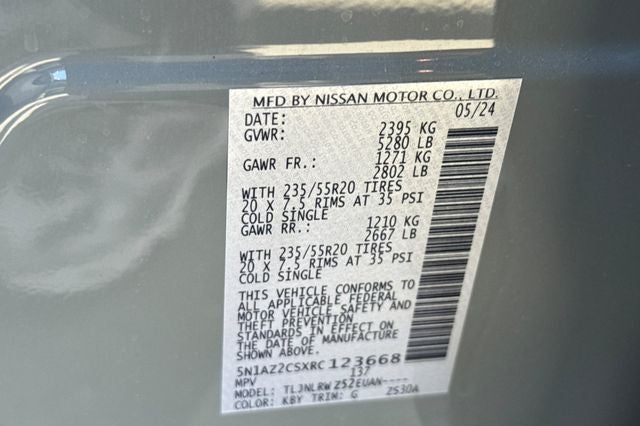 MFD BY NISSAN MOTOR CO., LTD.
DATE: 05/24
GVWR: 2395 KG
5280 LB
GAWR FR.: 1271 KG
2802 LB
WITH 235/55R20 TIRES
20 X 7.5 RIMS AT 35 PSI
COLD SINGLE
GAWR RR.: 1210 KG
2667 LB
WITH 235/55R20 TIRES
20 X 7.5 RIMS AT 35 PSI
COLD SINGLE
THIS VEHICLE CONFORMS TO
ALL APPLICABLE FEDERAL
MOTOR VEHICLE SAFETY AND
THEFT PREVENTION
STANDARDS IN EFFECT ON
THE DATE OF MANUFACTURE
SHOWN ABOVE.
5N1AZ2CSXRC123668
MPV 137
MODEL: TLJNLRWZ52EUAN----
COLOR: KBY TRIM: G Z530A